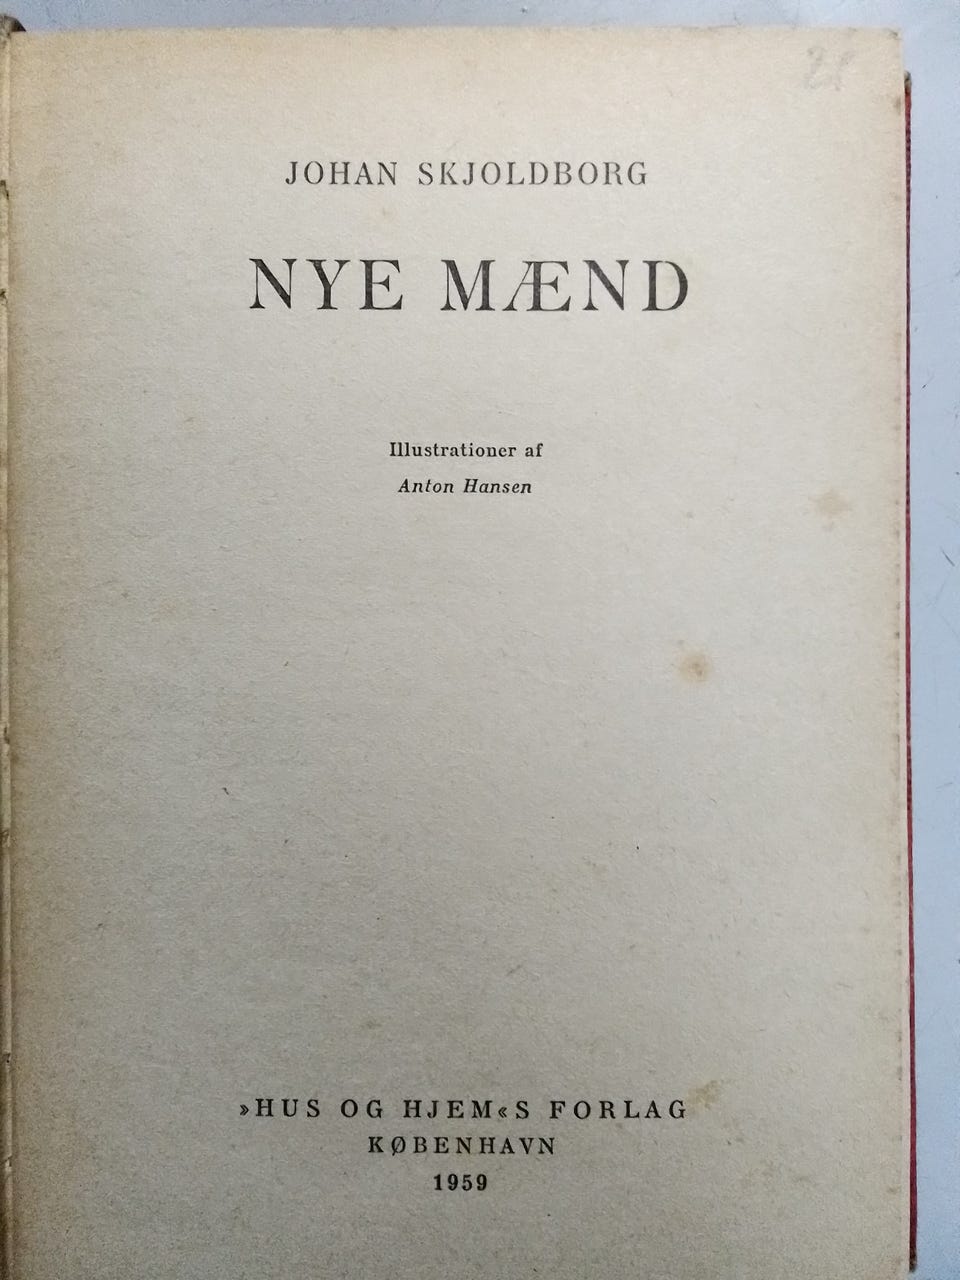 JOHAN SKJOLDBORG
NYE MÆND
Illustrationer af
Anton Hansen
»HUS OG HJEM«S FORLAG
KØBENHAVN
1959